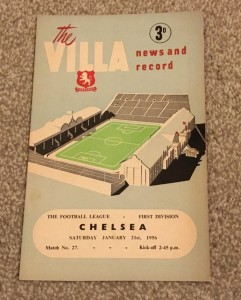 the
VILLA
3D
news and
record
THE FOOTBALL LEAGUE - FIRST DIVISION
CHELSEA
SATURDAY JANUARY 21st, 1956
Match No. 27. - - - Kick-off 2-45 p.m.